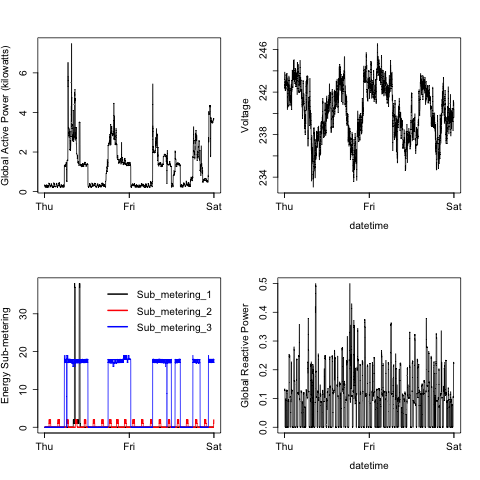 Global Active Power (kilowatts)
0
2
4
6
Thu
Fri
Sat
Voltage
234
238
242
246
Thu
Fri
Sat
datetime
Energy Sub-metering
0
10
20
30
Sub_metering_1
Sub_metering_2
Sub_metering_3
Thu
Fri
Sat
Global Reactive Power
0.0
0.1
0.2
0.3
0.4
0.5
Thu
Fri
Sat
datetime